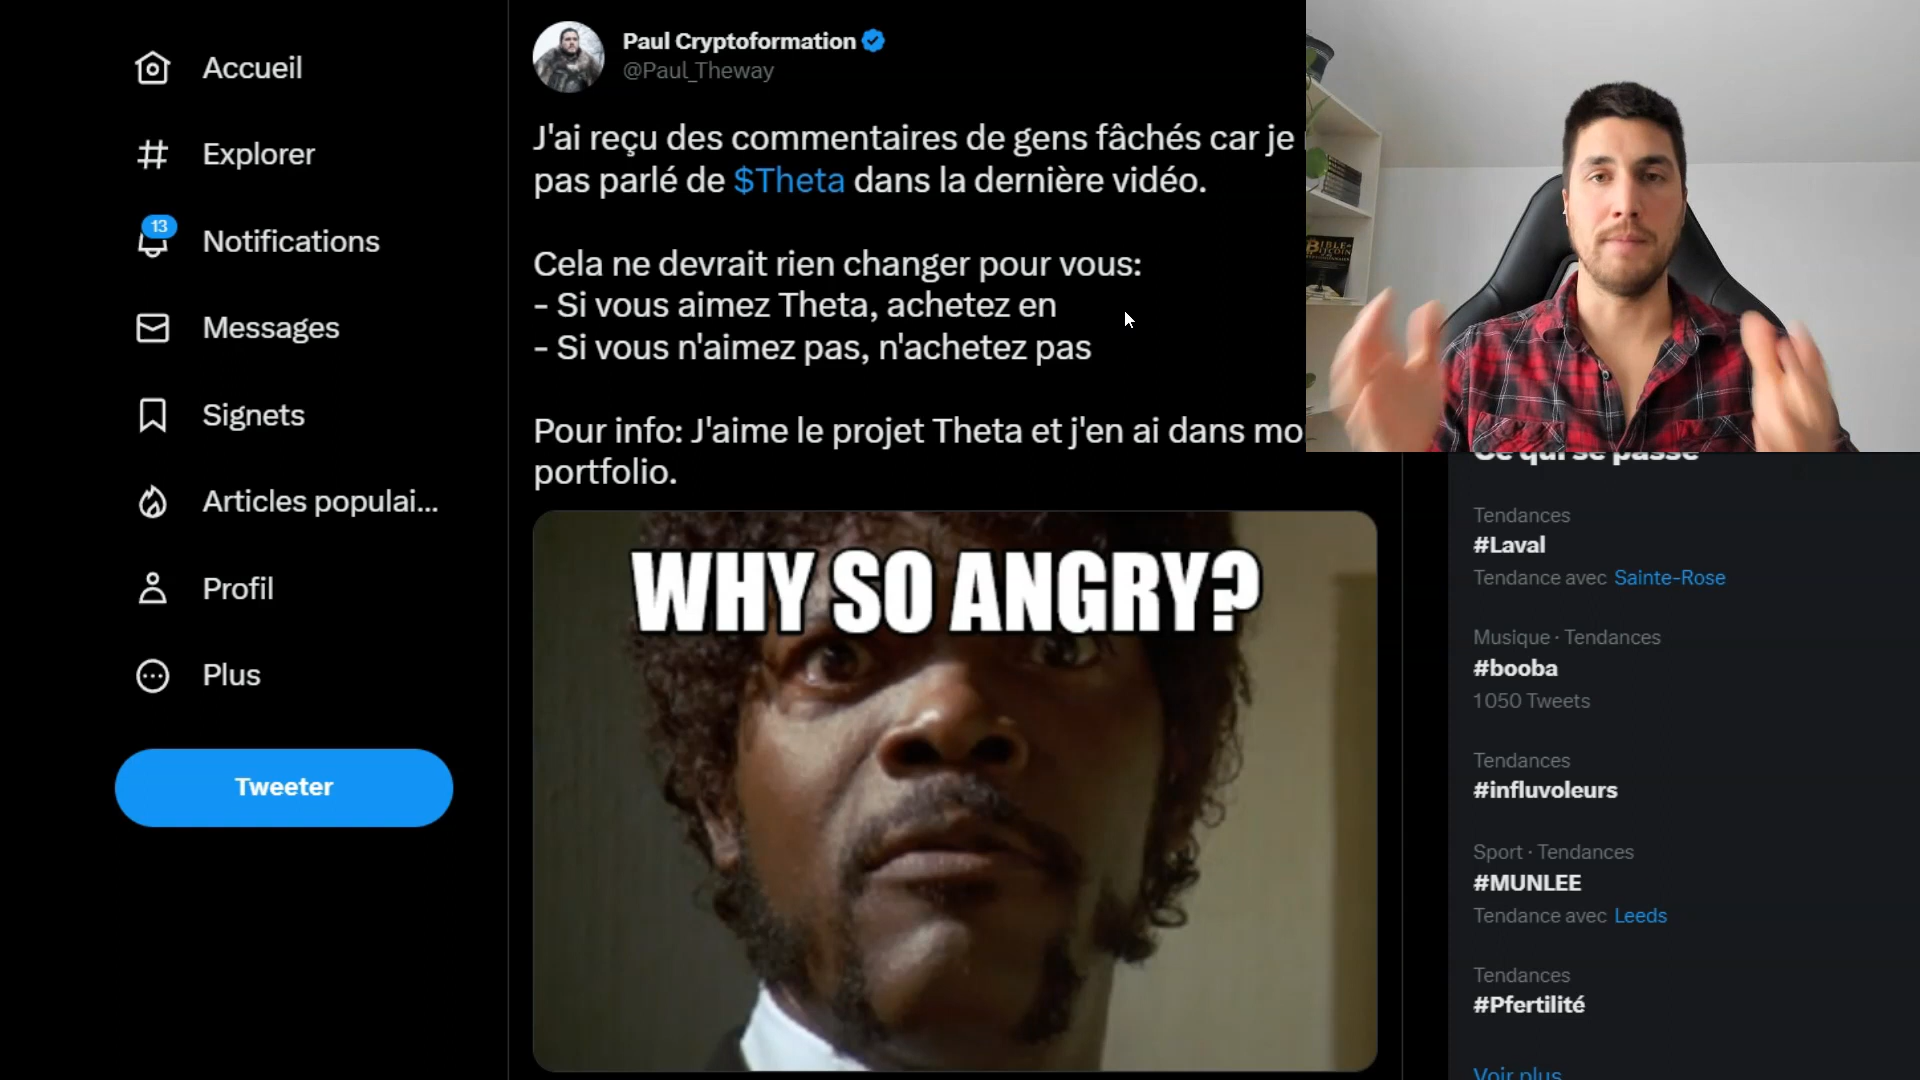 Accueil
Explorer
13
Notifications
Messages
Signets
Articles populai...
Profil
Plus
Tweeter
Paul Cryptoformation
@Paul_Theway
J'ai reçu des commentaires de gens fâchés car je
pas parlé de $Theta dans la dernière vidéo.
Cela ne devrait rien changer pour vous:
- Si vous aimez Theta, achetez en
- Si vous n'aimez pas, n'achetez pas
Pour info: J'aime le projet Theta et j'en ai dans mo
portfolio.
WHY SO ANGRY?
BIBLE
BITCOIN
Ce qui se passe
Tendances
#Laval
Tendance avec Sainte-Rose
Musique · Tendances
#booba
1050 Tweets
Tendances
#influvoleurs
Sport · Tendances
#MUNLEE
Tendance avec Leeds
Tendances
#Pfertilité
Voir plus